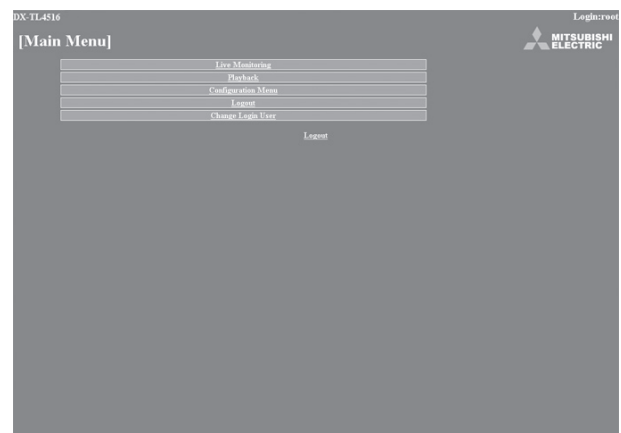 DX-TL4516
Login:root
[Main Menu]
MITSUBISHI
ELECTRIC
Live Monitoring
Playback
Configuration Menu
Logout
Change Login User
Logout